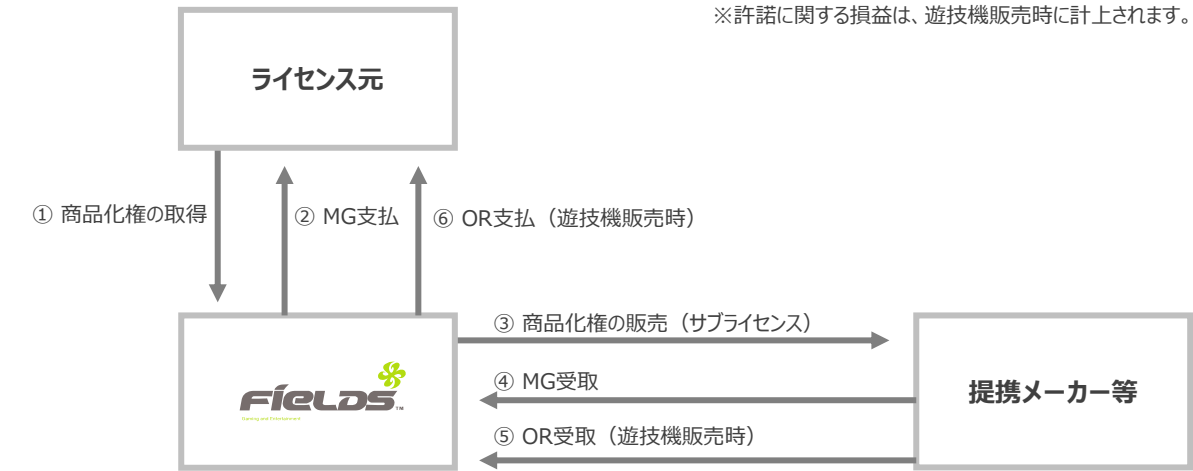 ※許諾に関する損益は、遊技機販売時に計上されます。
ライセンス元
① 商品化権の取得
② MG支払
⑥ OR支払（遊技機販売時）
③ 商品化権の販売（サブライセンス）
④ MG受取
⑤ OR受取（遊技機販売時）
FIELDS
TM
提携メーカー等